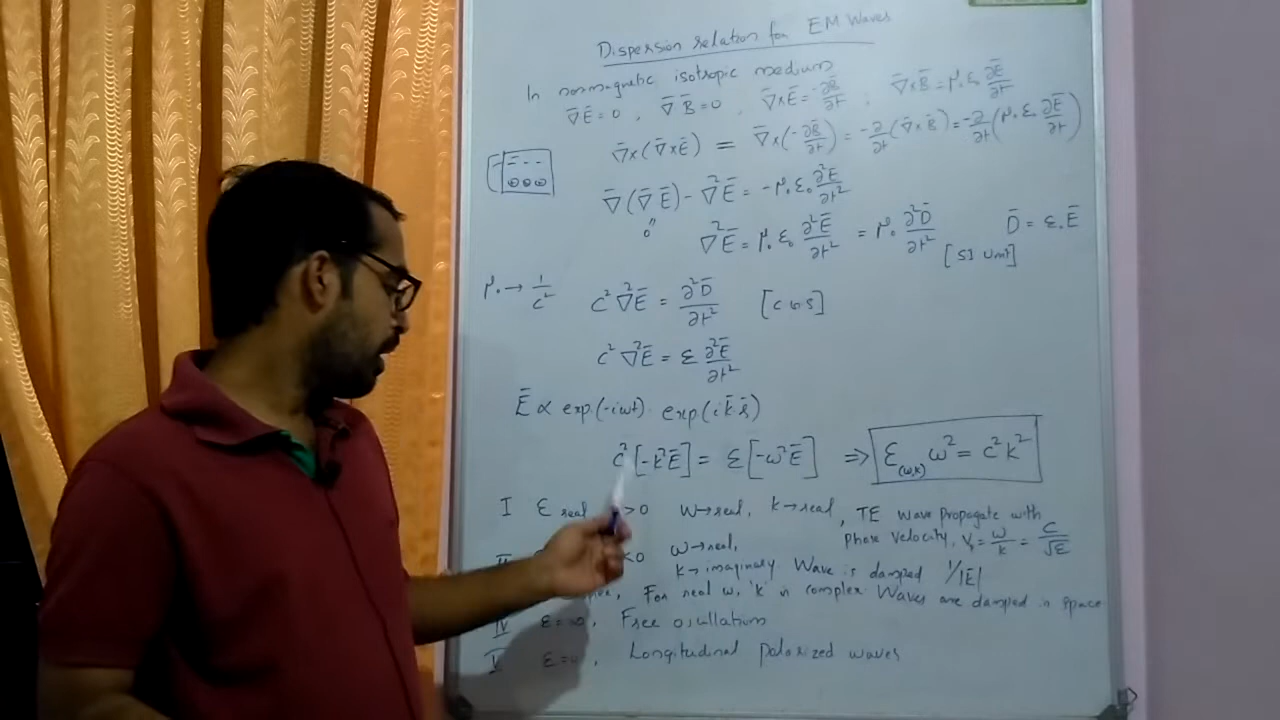 Dispersion relation for EM Waves
In nonmagnetic isotropic medium
∇̄ Ē = 0 , ∇̄ B̄ = 0 , ∇̄×Ē = -∂B̄/∂t , ∇̄×B̄ = μ₀ε₀ ∂Ē/∂t
∇̄×(∇̄×Ē) = ∇̄×(-∂B̄/∂t) = -∂/∂t(∇̄×B̄) = -∂/∂t(μ₀ε₀ ∂Ē/∂t)
∇̄(∇̄Ē) - ∇²Ē = -μ₀ε₀ ∂²Ē/∂t²
"
0
∇²Ē = μ₀ε₀ ∂²Ē/∂t² = μ₀ ∂²D̄/∂t² D̄ = ε₀Ē
[SI Unit]
μ₀ → 1/c² c²∇²Ē = ∂²D̄/∂t² [CGS]
c²∇²Ē = ε ∂²Ē/∂t²
Ē ∝ exp(-iωt) exp(i k̄ r̄)
c²[-k²Ē] = ε[-ω²Ē] ⇒ ε(ω,k) ω² = c²k²
I ε real >0 ω→real, k→real, TE Wave propagate with
phase velocity, Vₚ = ω/k = c/√ε
II <0 ω→real,
k→imaginary Wave is damped 1/|k̄|
For real ω, 'k' is complex Waves are damped in space
IV ε=∞, Free oscillation
V ε=0, Longitudinal polarized waves